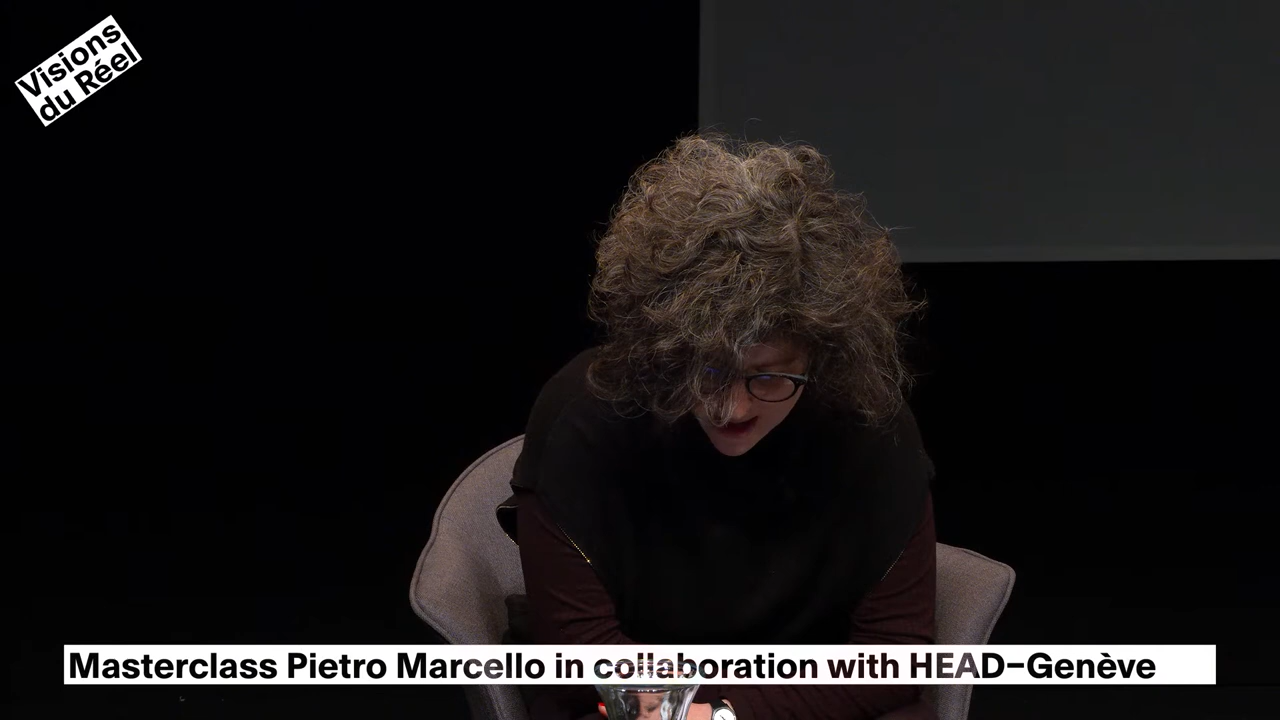 Visions
du Réel
Masterclass Pietro Marcello in collaboration with HEAD–Genève